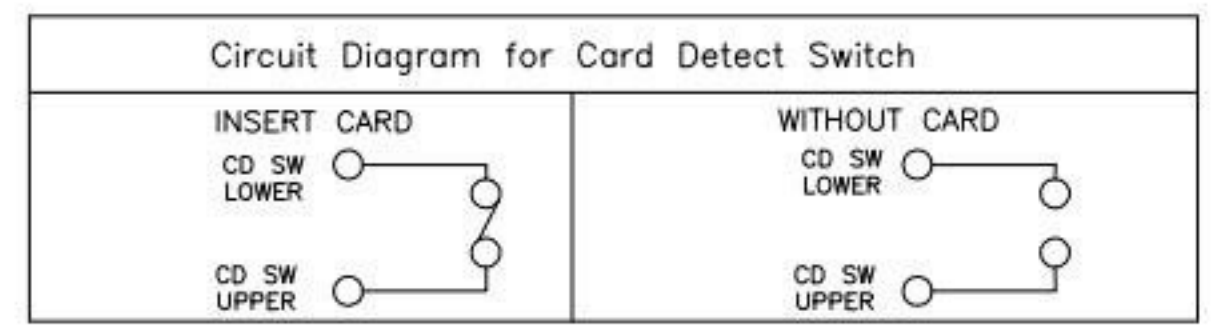 Circuit Diagram for Card Detect Switch
INSERT CARD
CD SW
LOWER
CD SW
UPPER
WITHOUT CARD
CD SW
LOWER
CD SW
UPPER